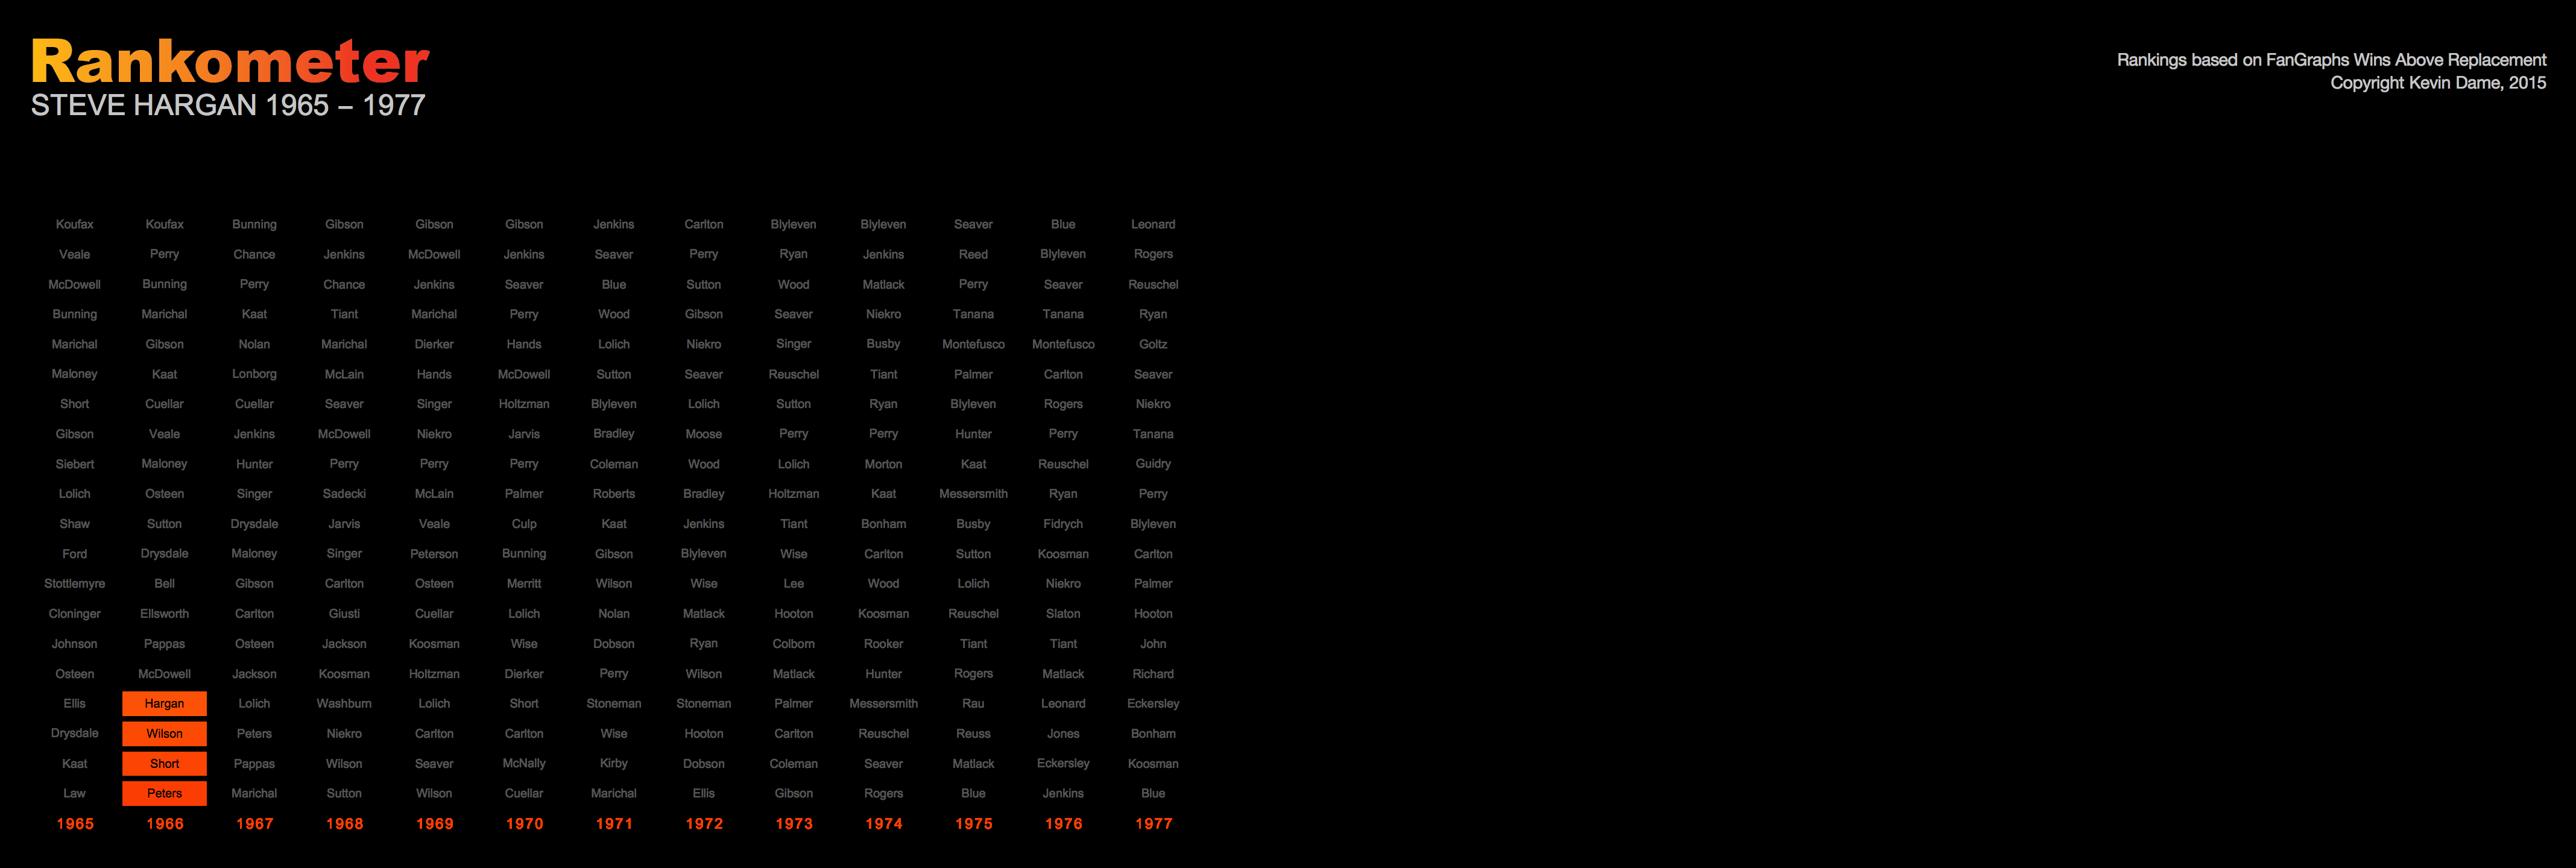 Rankometer
STEVE HARGAN 1965 – 1977
Rankings based on FanGraphs Wins Above Replacement
Copyright Kevin Dame, 2015
Koufax Koufax Bunning Gibson Gibson Gibson Jenkins Carlton Blyleven Blyleven Seaver Blue Leonard
Veale Perry Chance Jenkins McDowell Jenkins Seaver Perry Ryan Jenkins Reed Blyleven Rogers
McDowell Bunning Perry Chance Jenkins Seaver Blue Sutton Wood Matlack Perry Seaver Reuschel
Bunning Marichal Kaat Tiant Marichal Perry Wood Gibson Seaver Niekro Tanana Tanana Ryan
Marichal Gibson Nolan Marichal Dierker Hands Lolich Niekro Singer Busby Montefusco Montefusco Goltz
Maloney Kaat Lonborg McLain Hands McDowell Sutton Seaver Reuschel Tiant Palmer Carlton Seaver
Short Cuellar Cuellar Seaver Singer Holtzman Blyleven Lolich Sutton Ryan Blyleven Rogers Niekro
Gibson Veale Jenkins McDowell Niekro Jarvis Bradley Moose Perry Perry Hunter Perry Tanana
Siebert Maloney Hunter Perry Perry Perry Coleman Wood Lolich Morton Kaat Reuschel Guidry
Lolich Osteen Singer Sadecki McLain Palmer Roberts Bradley Holtzman Kaat Messersmith Ryan Perry
Shaw Sutton Drysdale Jarvis Veale Culp Kaat Jenkins Tiant Bonham Busby Fidrych Blyleven
Ford Drysdale Maloney Singer Peterson Bunning Gibson Blyleven Wise Carlton Sutton Koosman Carlton
Stottlemyre Bell Gibson Carlton Osteen Merritt Wilson Wise Lee Wood Lolich Niekro Palmer
Cloninger Ellsworth Carlton Giusti Cuellar Lolich Nolan Matlack Hooton Koosman Reuschel Slaton Hooton
Johnson Pappas Osteen Jackson Koosman Wise Dobson Ryan Colborn Rooker Tiant Tiant John
Osteen McDowell Jackson Koosman Holtzman Dierker Perry Wilson Matlack Hunter Rogers Matlack Richard
Ellis Hargan Lolich Washburn Lolich Short Stoneman Stoneman Palmer Messersmith Rau Leonard Eckersley
Drysdale Wilson Peters Niekro Carlton Carlton Wise Hooton Carlton Reuschel Reuss Jones Bonham
Kaat Short Pappas Wilson Seaver McNally Kirby Dobson Coleman Seaver Matlack Eckersley Koosman
Law Peters Marichal Sutton Wilson Cuellar Marichal Ellis Gibson Rogers Blue Jenkins Blue
1965 1966 1967 1968 1969 1970 1971 1972 1973 1974 1975 1976 1977